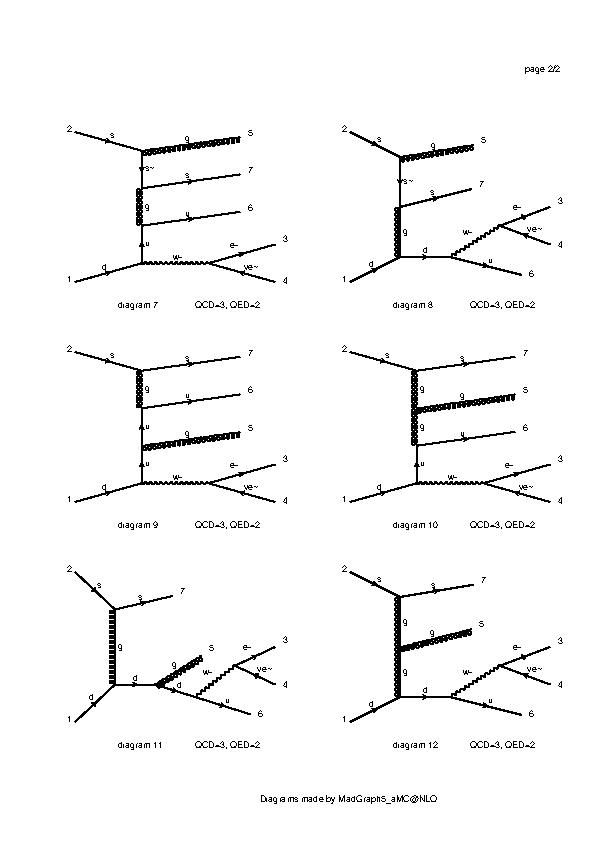 page 2/2
2
s
g
5
s~
s
7
g
u
6
u
e-
3
w-
d
ve~
1
4
diagram 7 QCD=3, QED=2
2
s
g
5
s~
s
7
g
e-
3
w-
ve~
4
d
d
u
1
6
diagram 8 QCD=3, QED=2
2
s
s
7
g
u
6
u
g
5
u
e-
3
w-
d
ve~
1
4
diagram 9 QCD=3, QED=2
2
s
s
7
g
g
5
g
u
6
u
e-
3
w-
d
ve~
1
4
diagram 10 QCD=3, QED=2
2
s
s
7
g
g
5
e-
3
w-
ve~
4
d
d
d
u
1
6
diagram 11 QCD=3, QED=2
2
s
s
7
g
g
5
g
e-
3
w-
ve~
4
d
d
u
1
6
diagram 12 QCD=3, QED=2
Diagrams made by MadGraph5_aMC@NLO